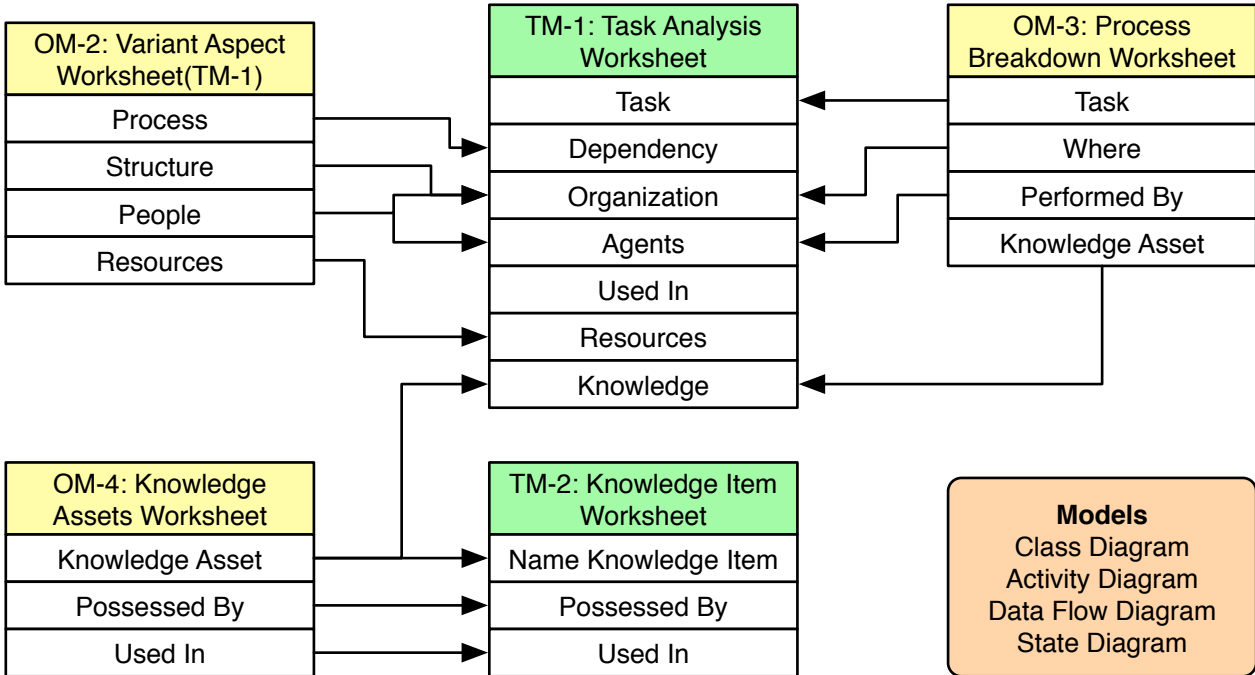 OM-2: Variant Aspect
Worksheet(TM-1)
Process
Structure
People
Resources
TM-1: Task Analysis
Worksheet
Task
Dependency
Organization
Agents
Used In
Resources
Knowledge
OM-3: Process
Breakdown Worksheet
Task
Where
Performed By
Knowledge Asset
OM-4: Knowledge
Assets Worksheet
Knowledge Asset
Possessed By
Used In
TM-2: Knowledge Item
Worksheet
Name Knowledge Item
Possessed By
Used In
Models
Class Diagram
Activity Diagram
Data Flow Diagram
State Diagram